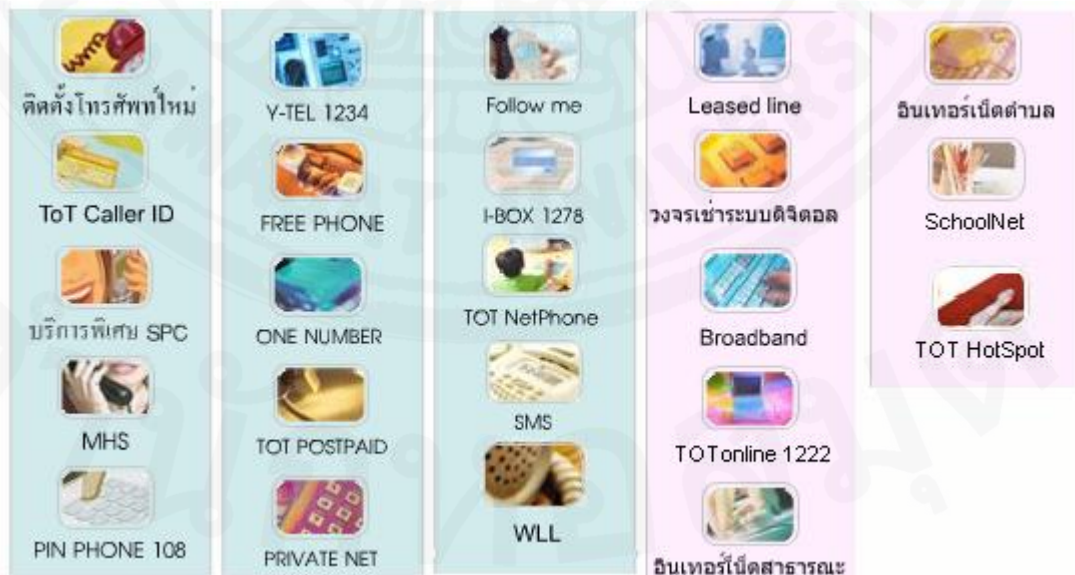 ติดตั้งโทรศัพท์ใหม่
ToT Caller ID
บริการพิเศษ SPC
MHS
PIN PHONE 108
Y-TEL 1234
FREE PHONE
ONE NUMBER
TOT POSTPAID
PRIVATE NET
Follow me
I-BOX 1278
TOT NetPhone
SMS
WLL
Leased line
วงจรเช่าระบบดิจิตอล
Broadband
TOTonline 1222
อินเทอร์เน็ตสาธารณะ
อินเทอร์เน็ตตำบล
SchoolNet
TOT HotSpot